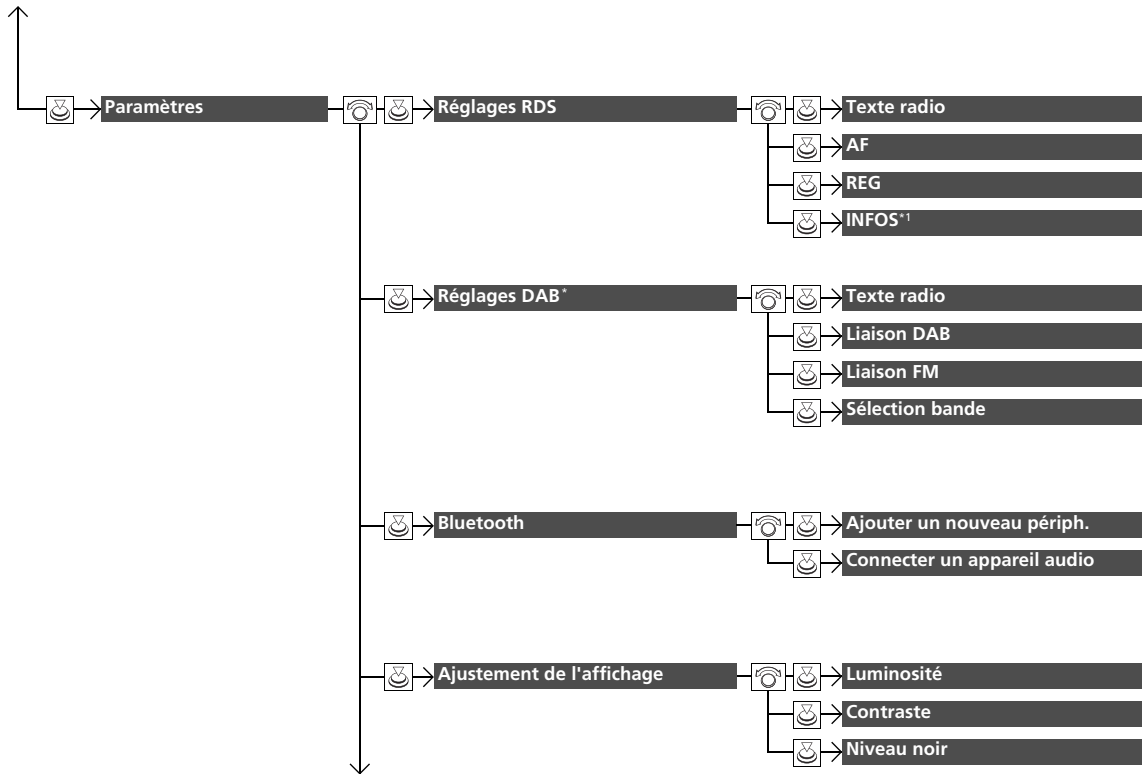 Paramètres
Réglages RDS
Texte radio
AF
REG
INFOS*1
Réglages DAB*
Texte radio
Liaison DAB
Liaison FM
Sélection bande
Bluetooth
Ajouter un nouveau périph.
Connecter un appareil audio
Ajustement de l'affichage
Luminosité
Contraste
Niveau noir